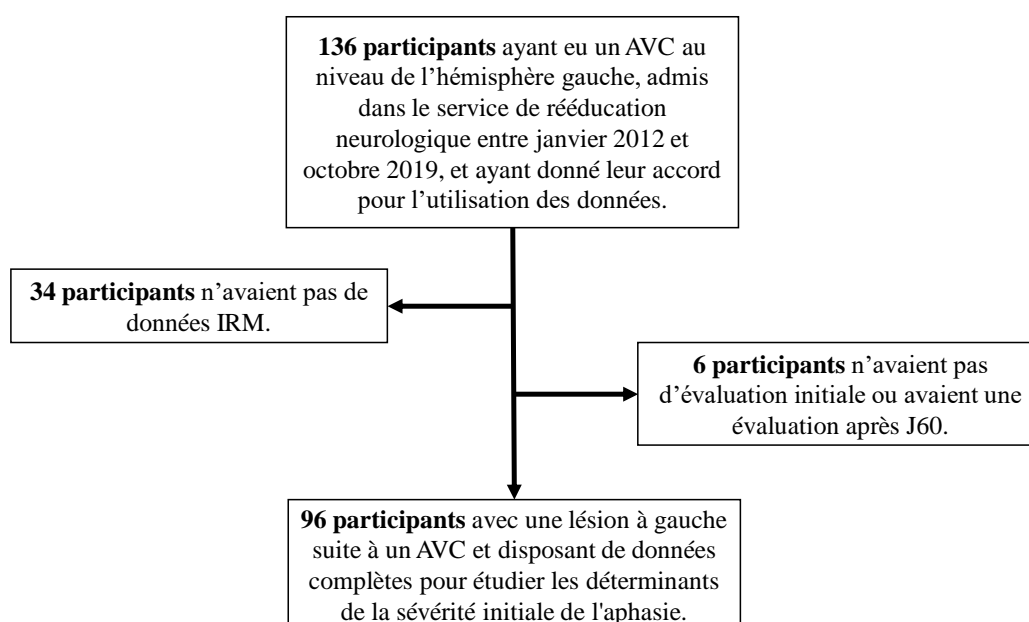 136 participants ayant eu un AVC au
niveau de l’hémisphère gauche, admis
dans le service de rééducation
neurologique entre janvier 2012 et
octobre 2019, et ayant donné leur accord
pour l’utilisation des données.
34 participants n’avaient pas de
données IRM.
6 participants n’avaient pas
d’évaluation initiale ou avaient une
évaluation après J60.
96 participants avec une lésion à gauche
suite à un AVC et disposant de données
complètes pour étudier les déterminants
de la sévérité initiale de l'aphasie.